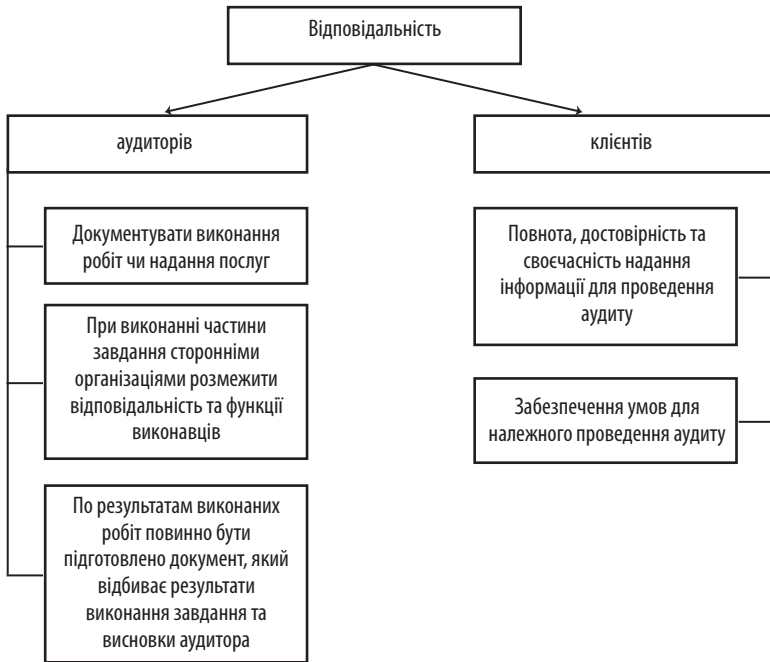 Відповідальність
аудиторів
Документувати виконання
робіт чи надання послуг
При виконанні частини
завдання сторонніми
організаціями розмежити
відповідальність та функції
виконавців
По результатам виконаних
робіт повинно бути
підготовлено документ, який
відбиває результати
виконання завдання та
висновки аудитора
клієнтів
Повнота, достовірність та
своєчасність надання
інформації для проведення
аудиту
Забезпечення умов для
належного проведення аудиту